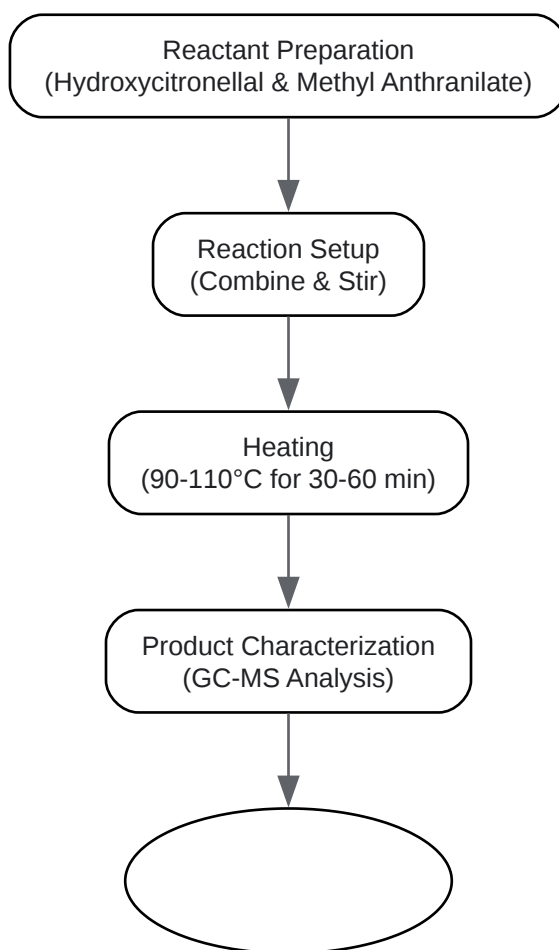 Reactant Preparation
(Hydroxycitronellal & Methyl Anthranilate)
Reaction Setup
(Combine & Stir)
Heating
(90-110°C for 30-60 min)
Product Characterization
(GC-MS Analysis)